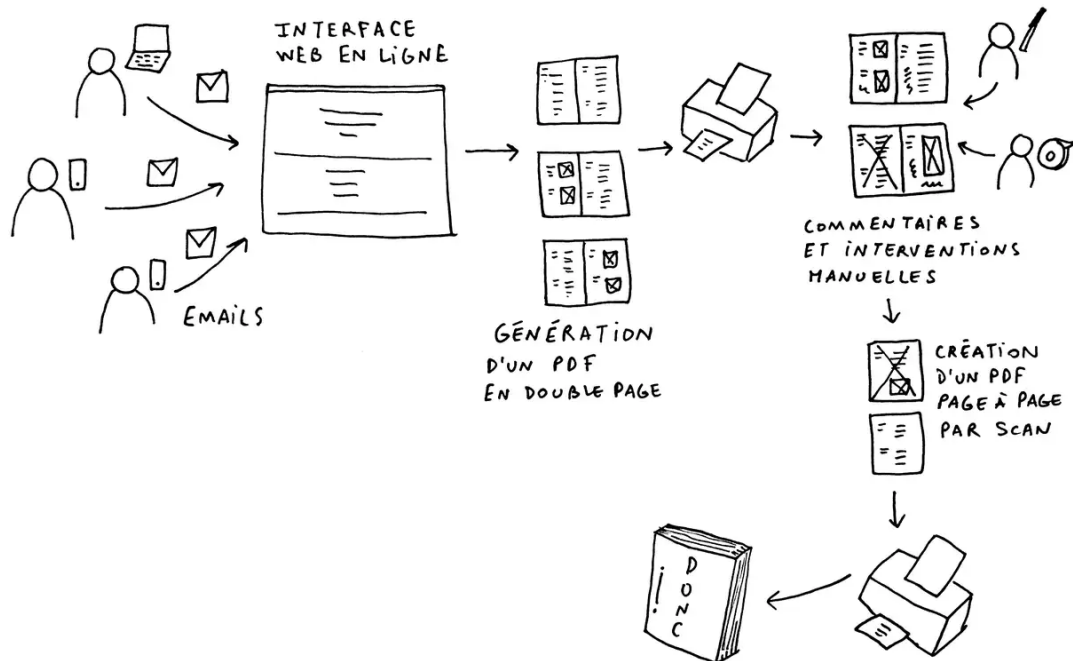 INTERFACE
WEB EN LIGNE
EMAILS
GÉNÉRATION
D'UN PDF
EN DOUBLE PAGE
COMMENTAIRES
ET INTERVENTIONS
MANUELLES
CRÉATION
D'UN PDF
PAGE À PAGE
PAR SCAN
DONC
!